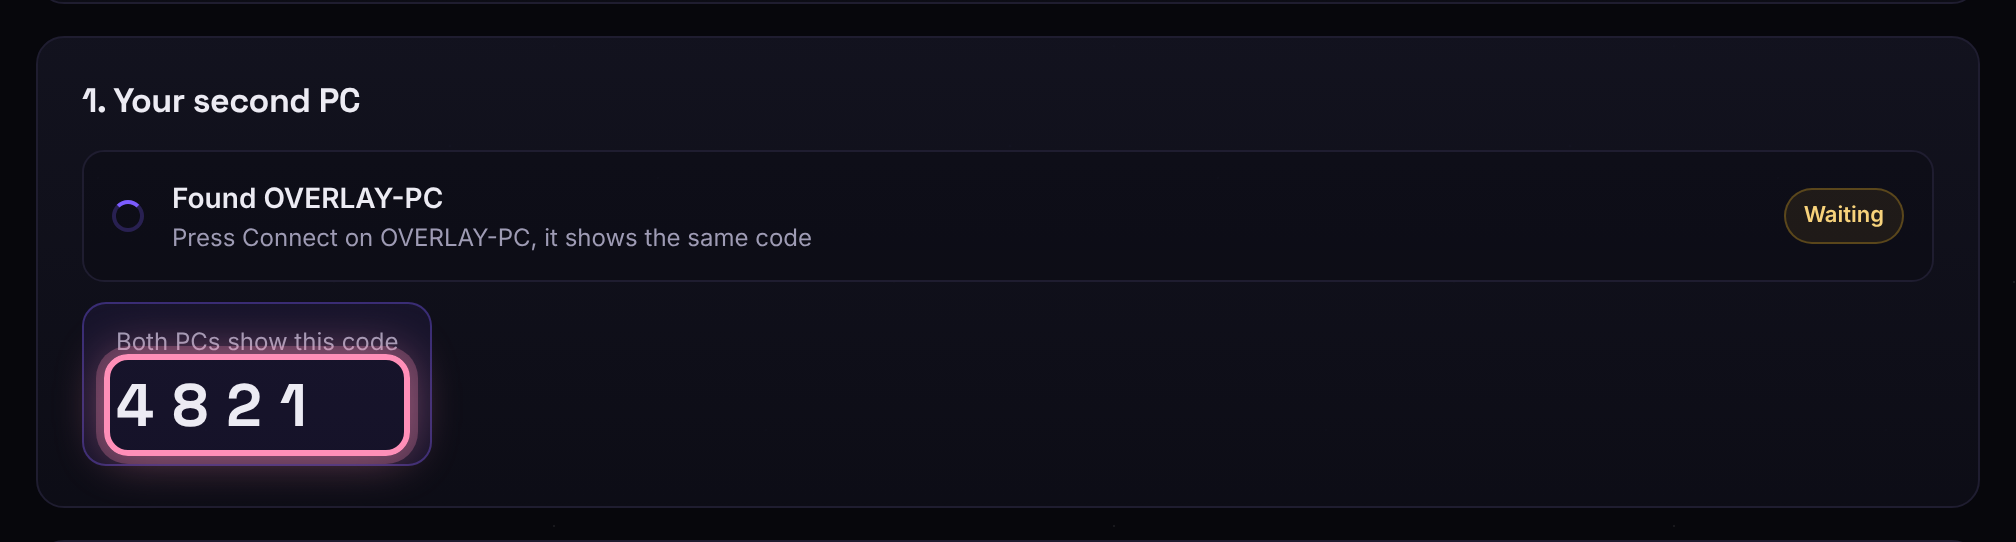 1. Your second PC
Found OVERLAY-PC
Press Connect on OVERLAY-PC, it shows the same code
Waiting
Both PCs show this code
4 8 2 1